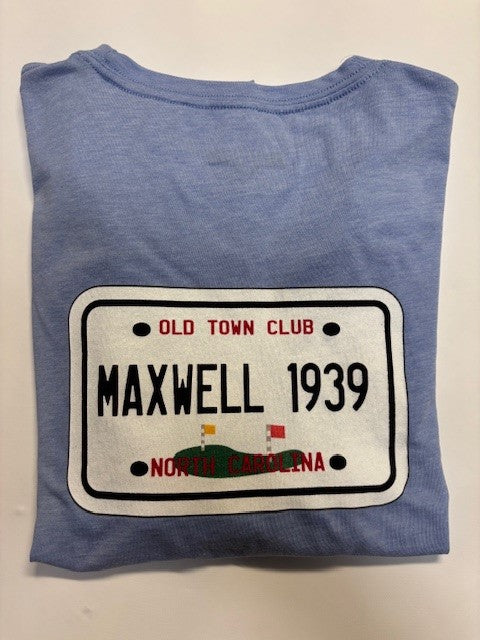 OLD TOWN CLUB
MAXWELL 1939
NORTH CAROLINA